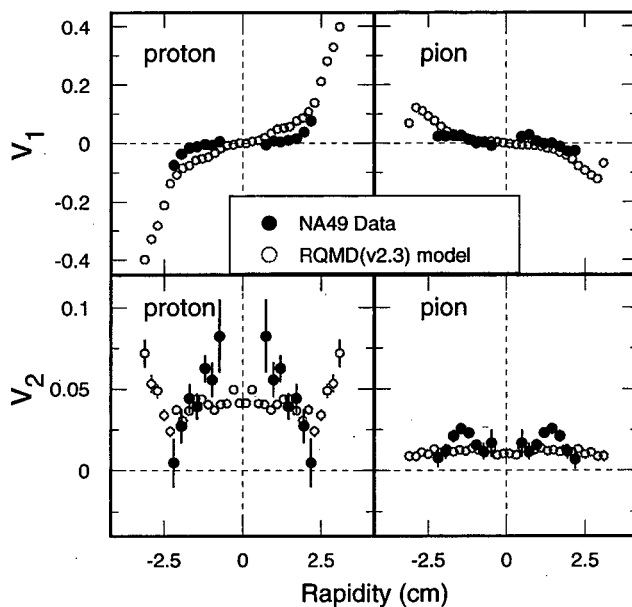 0.4
0.2
0
-0.2
-0.4
V1
proton
pion
NA49 Data
RQMD(v2.3) model
0.1
0.05
0
V2
proton
pion
-2.5 0 2.5 -2.5 0 2.5
Rapidity (cm)